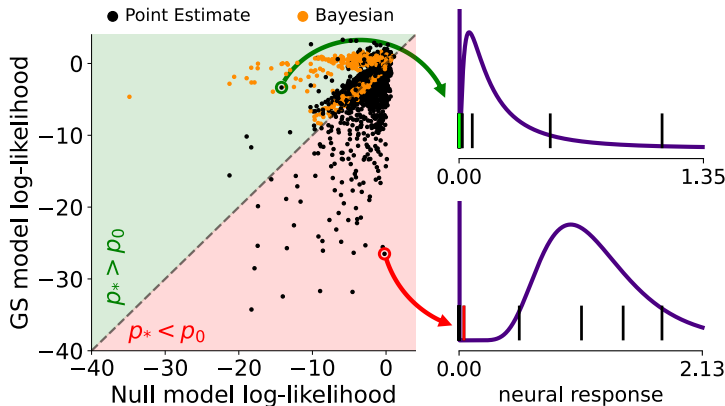 Point Estimate
Bayesian
GS model log-likelihood
0
−10
−20
−30
−40
p* > p0
p* < p0
−40
−30
−20
−10
0
Null model log-likelihood
0.00
1.35
0.00
2.13
neural response